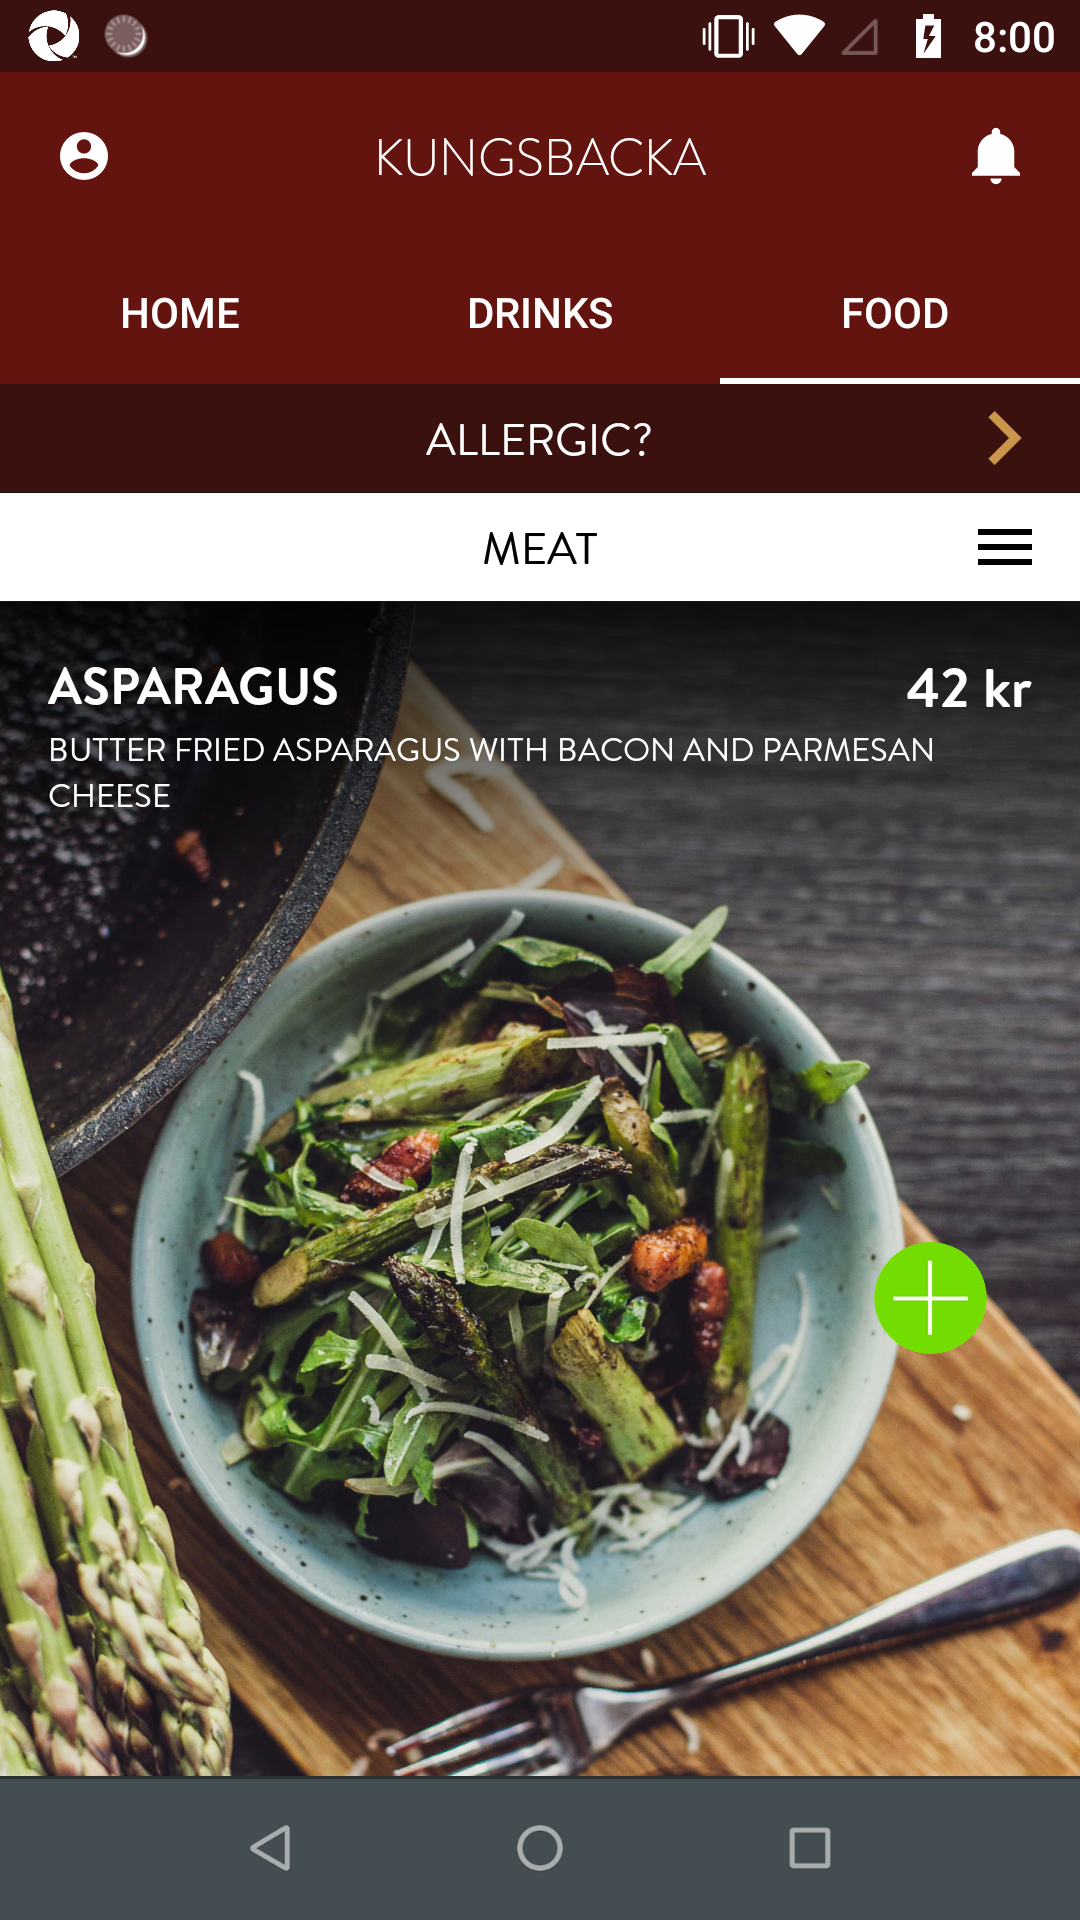 8:00
KUNGSBACKA
HOME DRINKS FOOD
ALLERGIC?
MEAT
ASPARAGUS 42 kr
BUTTER FRIED ASPARAGUS WITH BACON AND PARMESAN
CHEESE